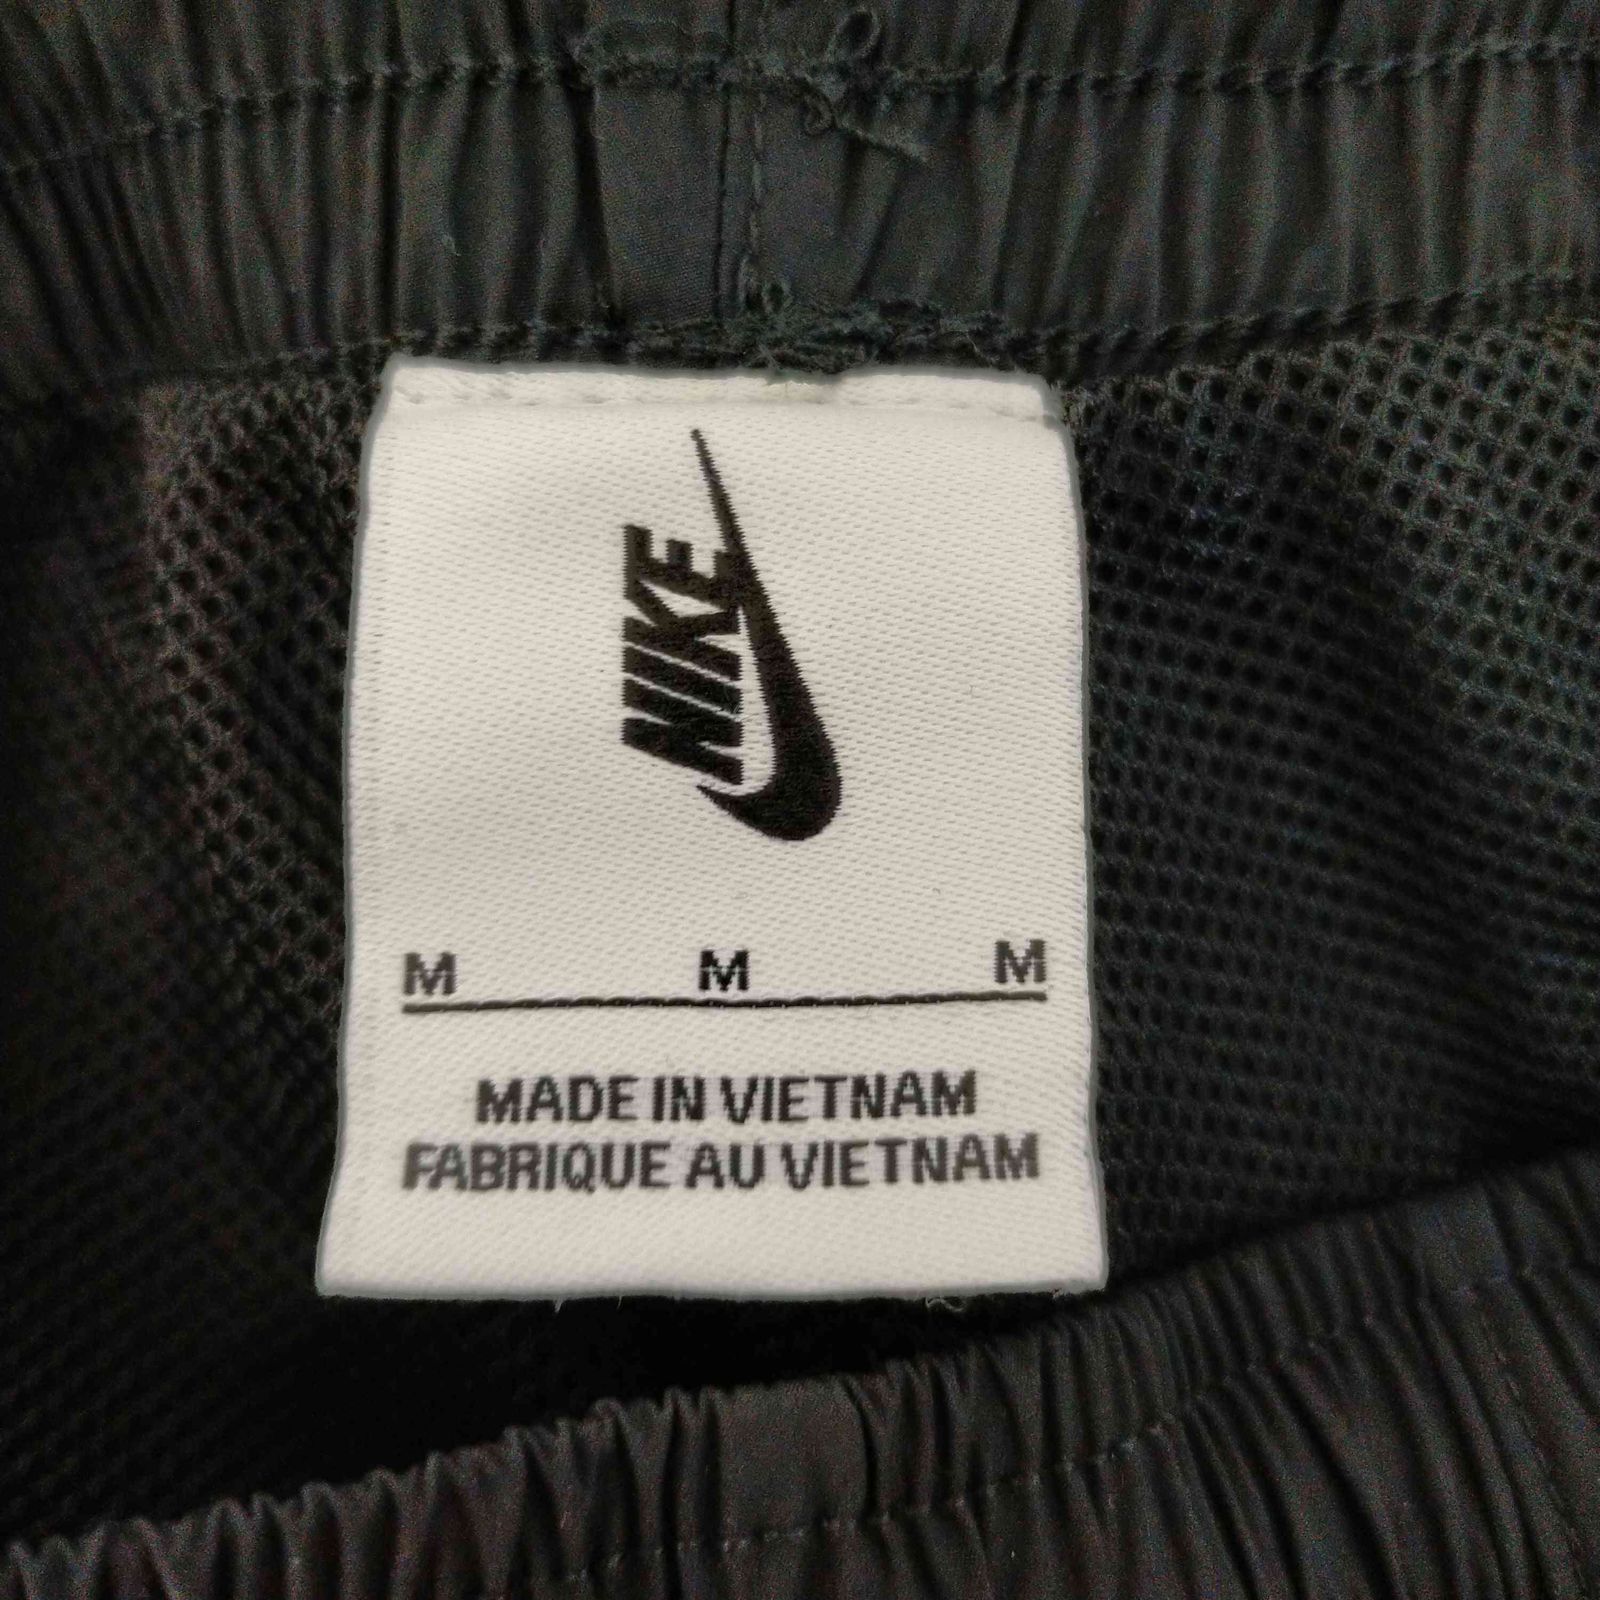 NIKE
M M M
MADE IN VIETNAM
FABRIQUE AU VIETNAM